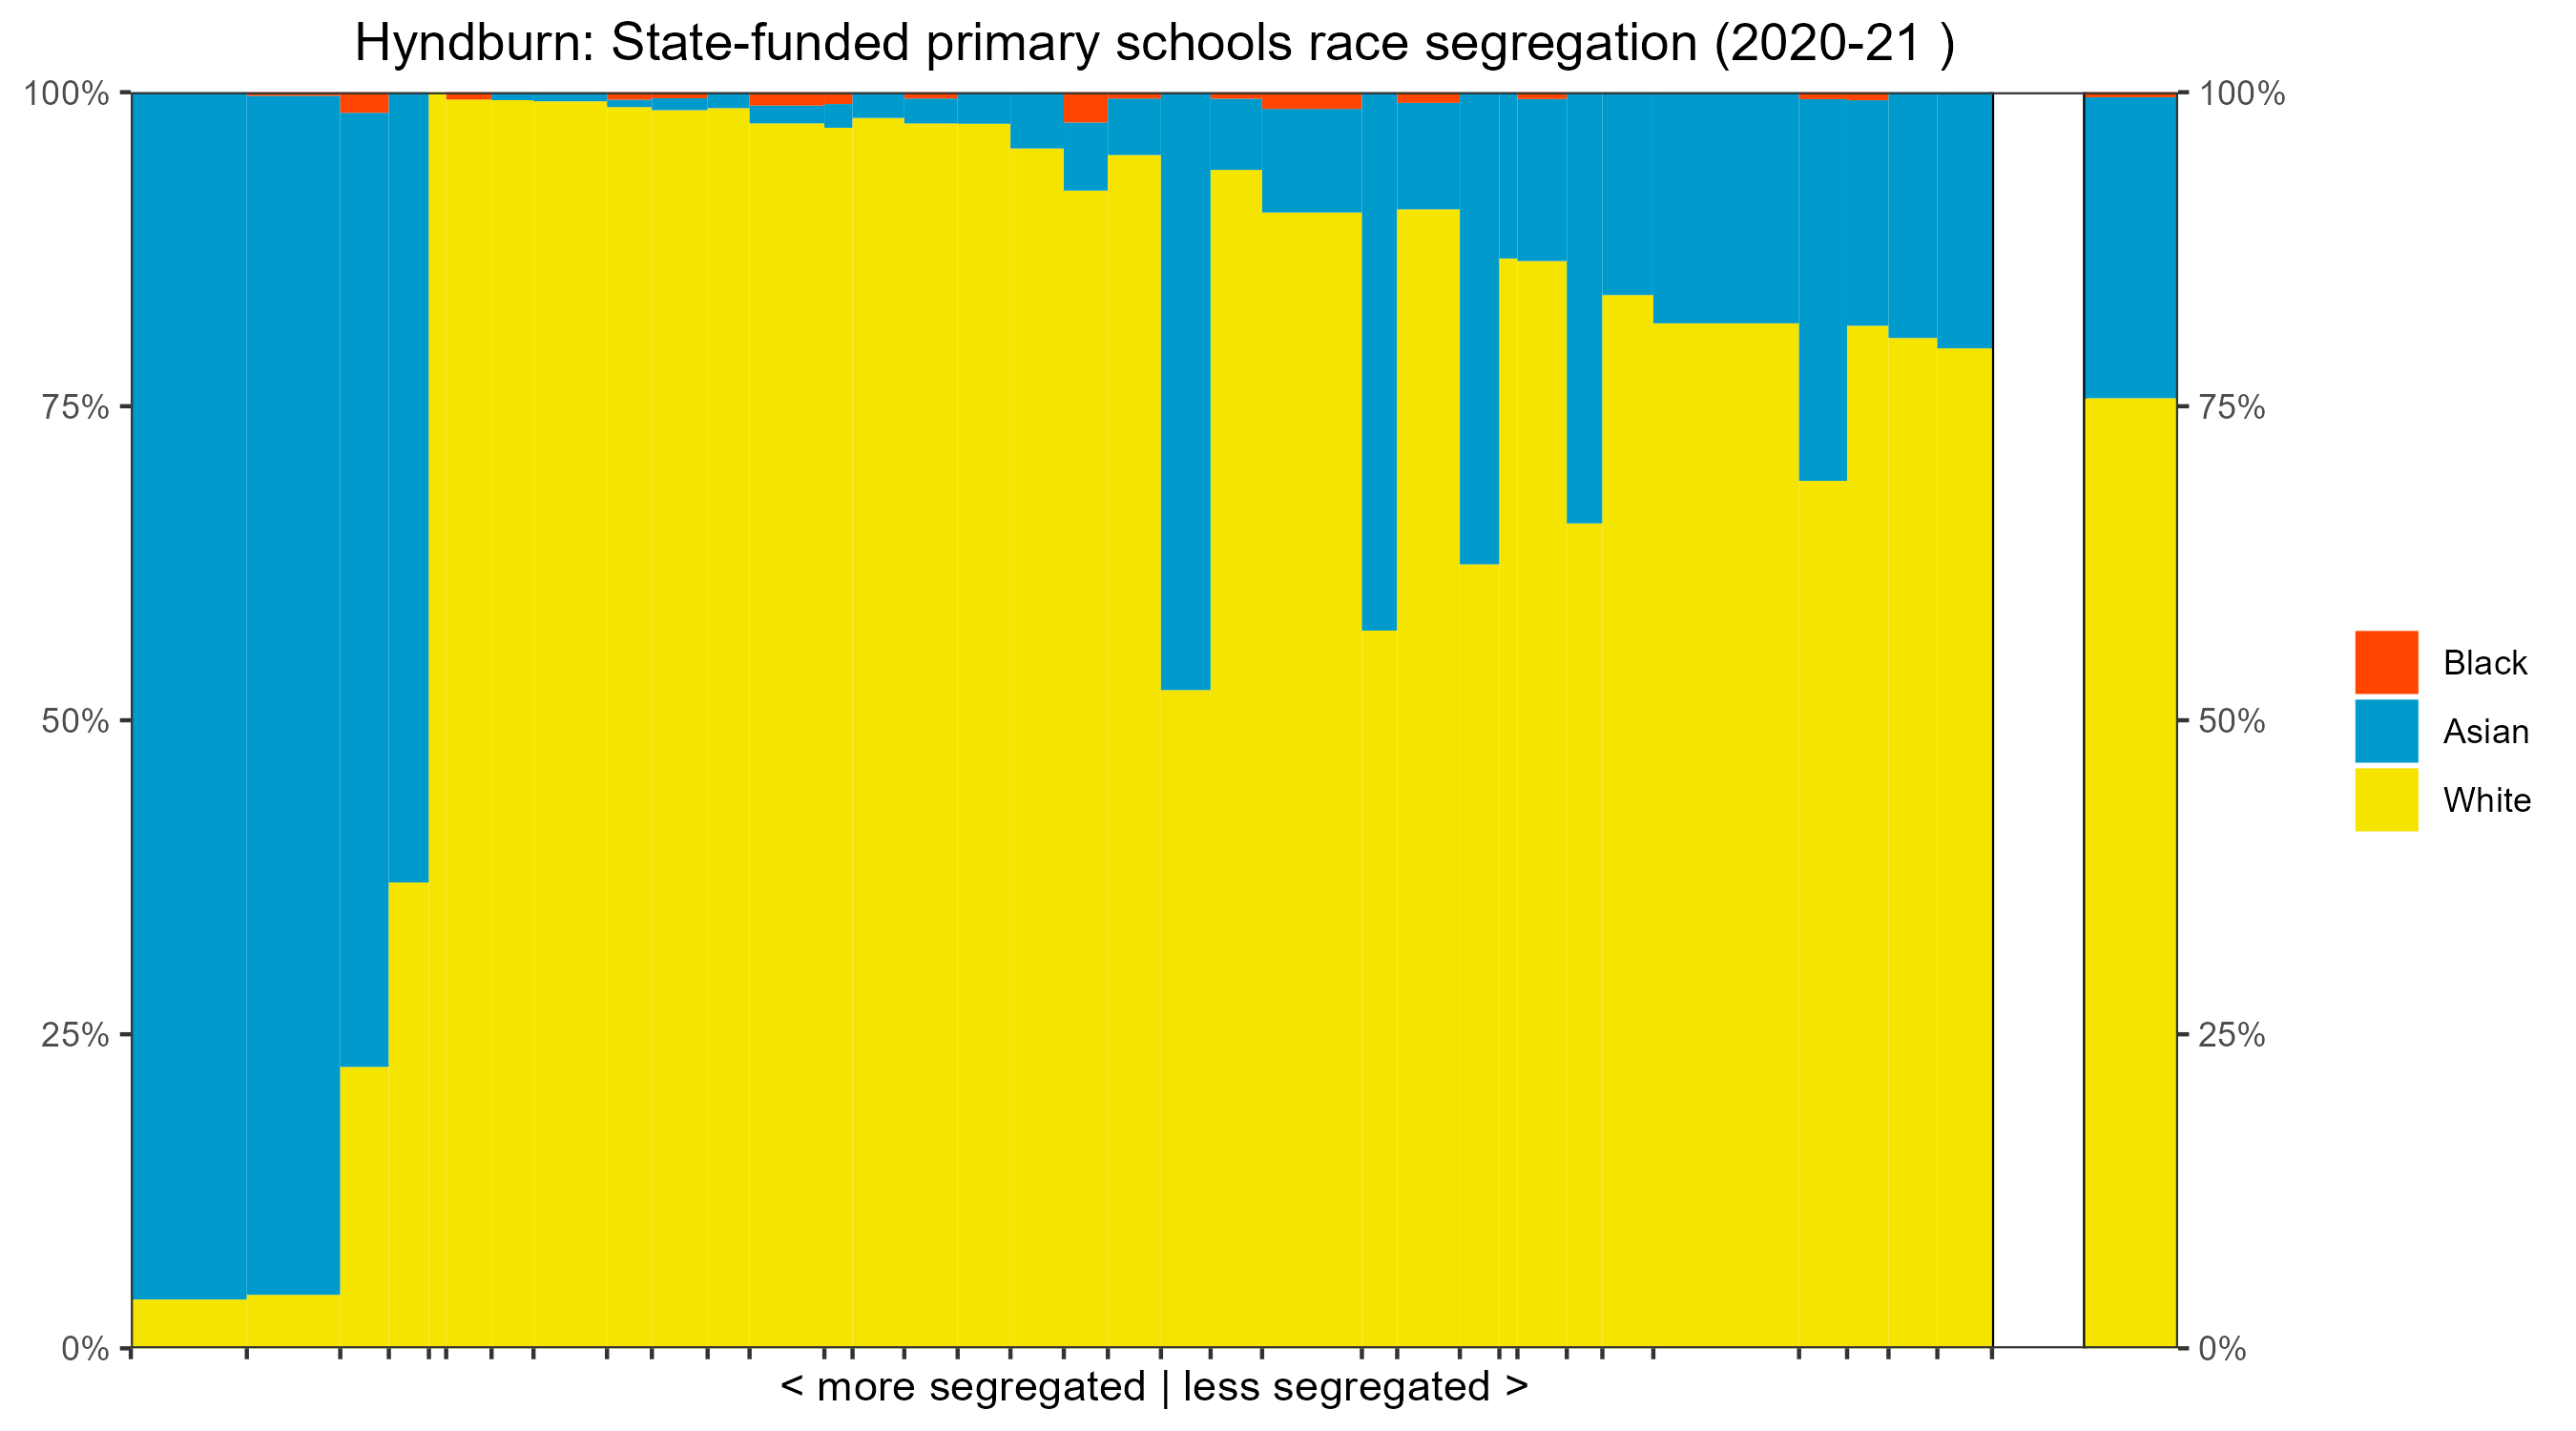 Hyndburn: State-funded primary schools race segregation (2020-21 )
100%
75%
50%
25%
0%
100%
75%
50%
25%
0%
Black
Asian
White
< more segregated | less segregated >